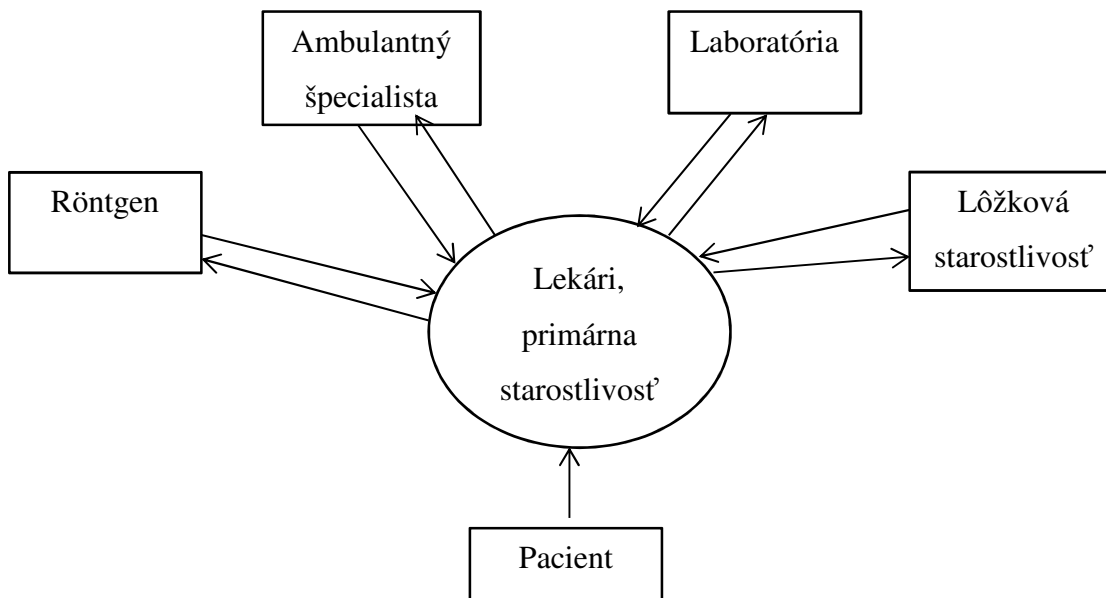 Ambulantný
špecialista
Laboratória
Röntgen
Lôžková
starostlivosť
Lekári,
primárna
starostlivosť
Pacient